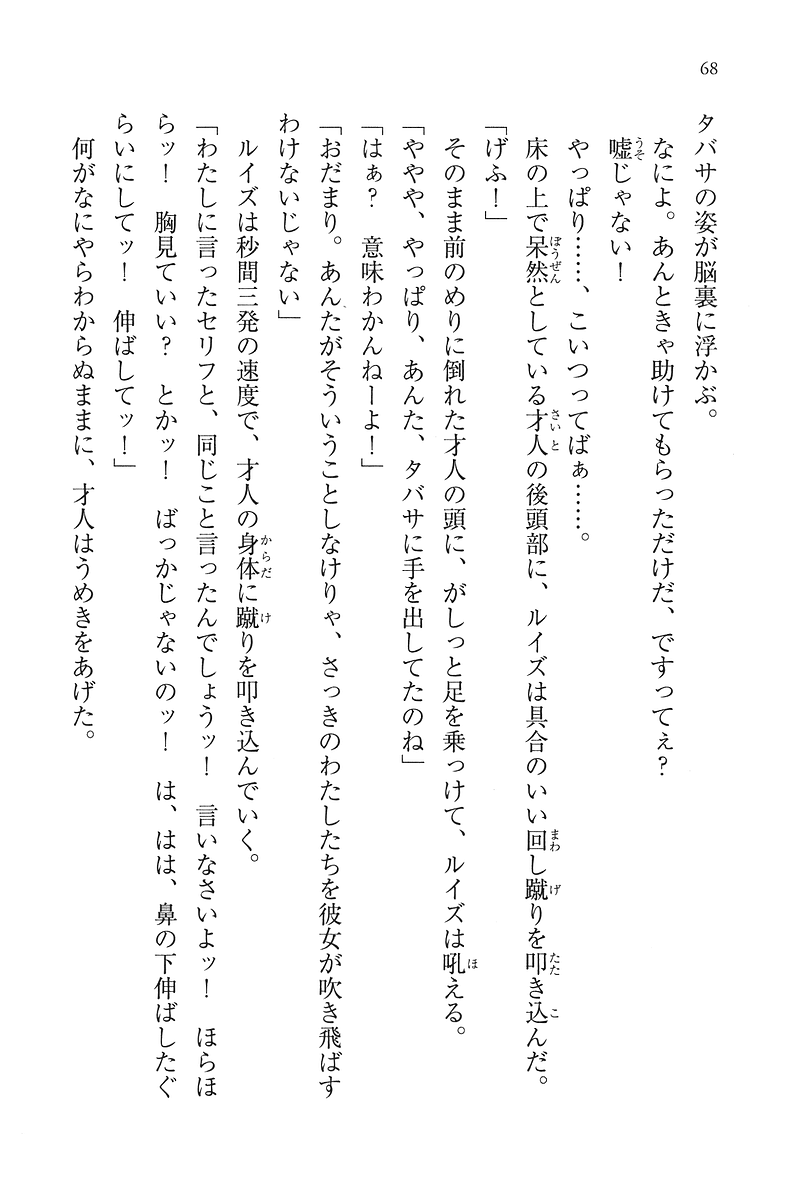 68
タバサの姿が脳裏に浮かぶ。
なによ。あんときゃ助けてもらっただけだ、ですってぇ？
嘘じゃない！
やっぱり……、こいつってばぁ……。
床の上で呆然としている才人の後頭部に、ルイズは具合のいい回し蹴りを叩き込んだ。
「げふ！」
そのまま前のめりに倒れた才人の頭に、がしっと足を乗っけて、ルイズは吼える。
「ややや、やっぱり、あんた、タバサに手を出してたのね」
「はぁ？　意味わかんねーよ！」
「おだまり。あんたがそういうことしなけりゃ、さっきのわたしたちを彼女が吹き飛ばす
わけないじゃない」
ルイズは秒間三発の速度で、才人の身体に蹴りを叩き込んでいく。
「わたしに言ったセリフと、同じこと言ったんでしょうッ！　言いなさいよッ！　ほらほ
らッ！　胸見ていい？　とかッ！　ばっかじゃないのッ！　は、はは、鼻の下伸ばしたぐ
らいにしてッ！　伸ばしてッ！」
何がなにやらわからぬままに、才人はうめきをあげた。